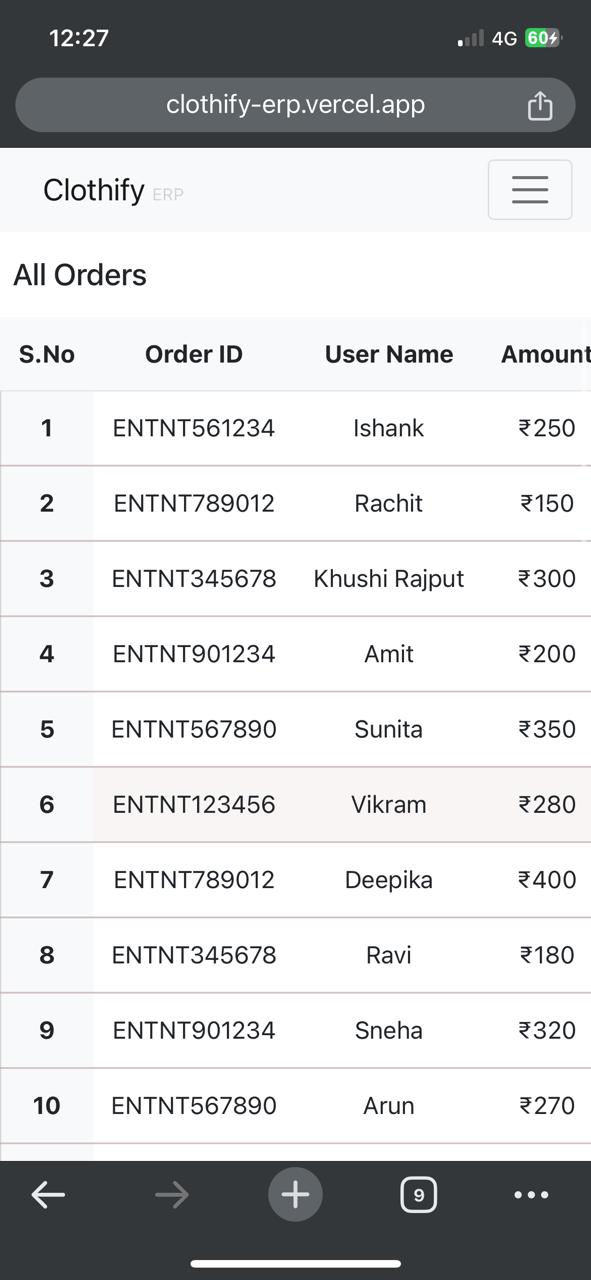 12:27 4G 60
clothify-erp.vercel.app
Clothify ERP
All Orders
S.No Order ID User Name Amount
1 ENTNT561234 Ishank ₹250
2 ENTNT789012 Rachit ₹150
3 ENTNT345678 Khushi Rajput ₹300
4 ENTNT901234 Amit ₹200
5 ENTNT567890 Sunita ₹350
6 ENTNT123456 Vikram ₹280
7 ENTNT789012 Deepika ₹400
8 ENTNT345678 Ravi ₹180
9 ENTNT901234 Sneha ₹320
10 ENTNT567890 Arun ₹270
9